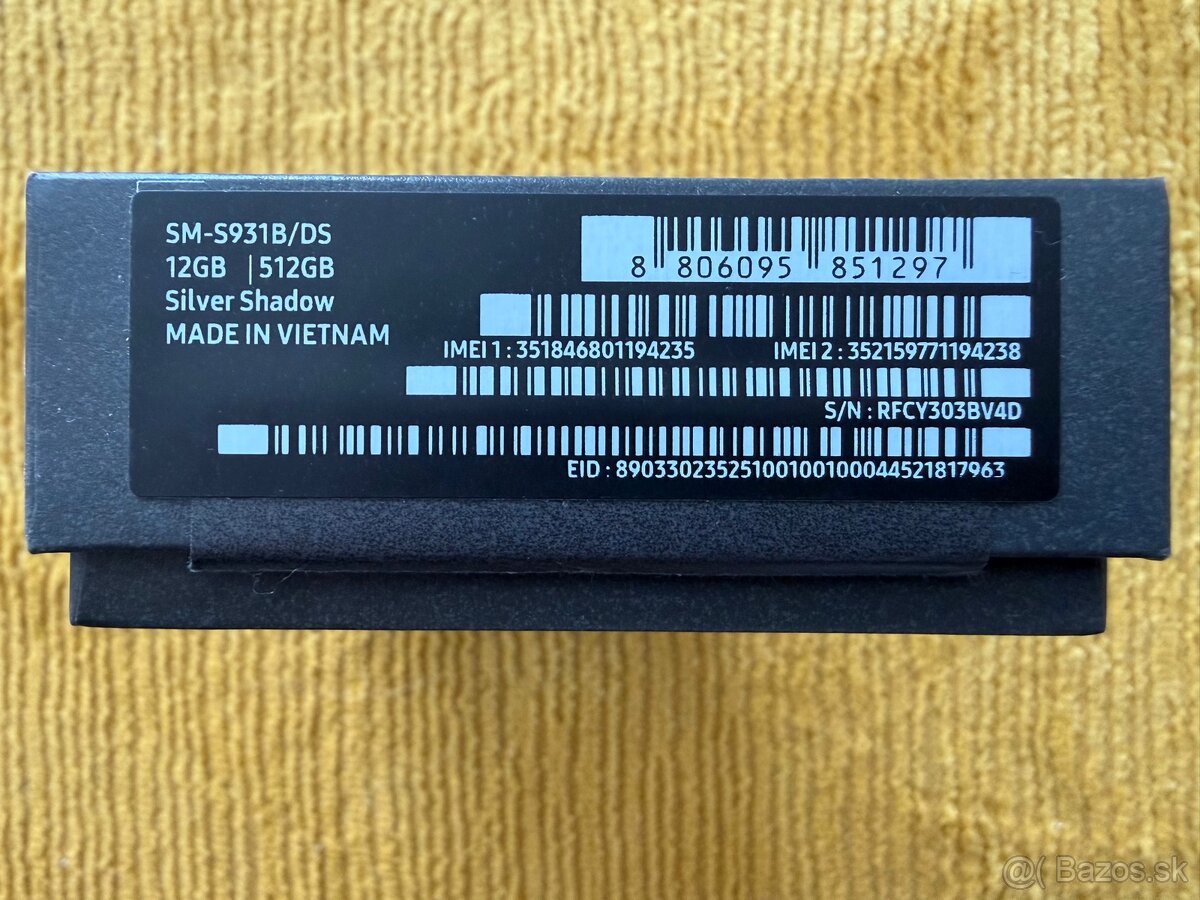 SM-S931B/DS
12GB | 512GB
Silver Shadow
MADE IN VIETNAM
8 806095 851297
IMEI 1 : 351846801194235
IMEI 2 : 352159771194238
S/N : RFCY303BV4D
EID : 89033023525100100100044521817963
@( Bazos.sk